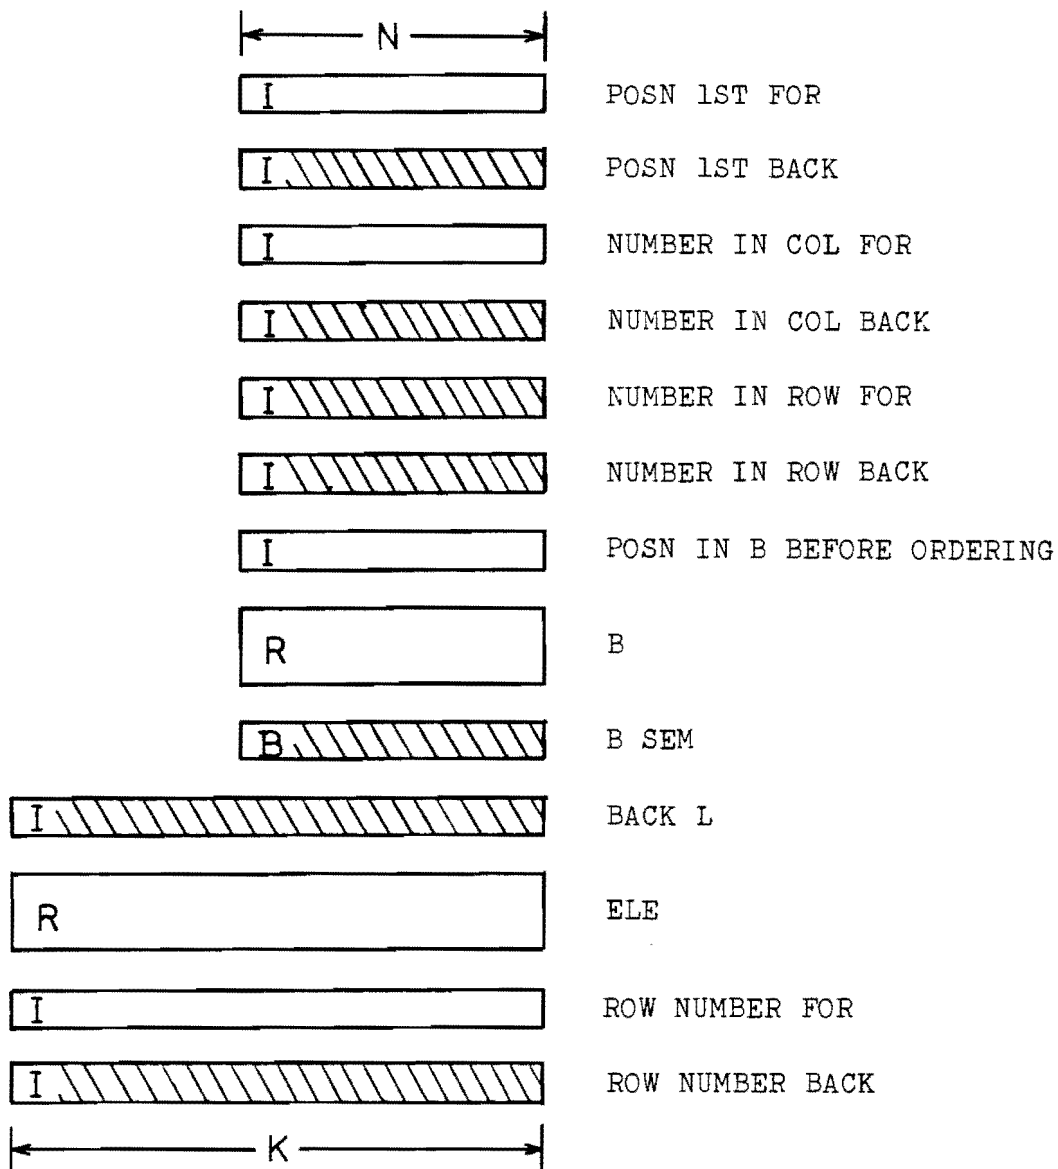 N
I POSN 1ST FOR
I POSN 1ST BACK
I NUMBER IN COL FOR
I NUMBER IN COL BACK
I NUMBER IN ROW FOR
I NUMBER IN ROW BACK
I POSN IN B BEFORE ORDERING
R B
B B SEM
I BACK L
R ELE
I ROW NUMBER FOR
I ROW NUMBER BACK
K